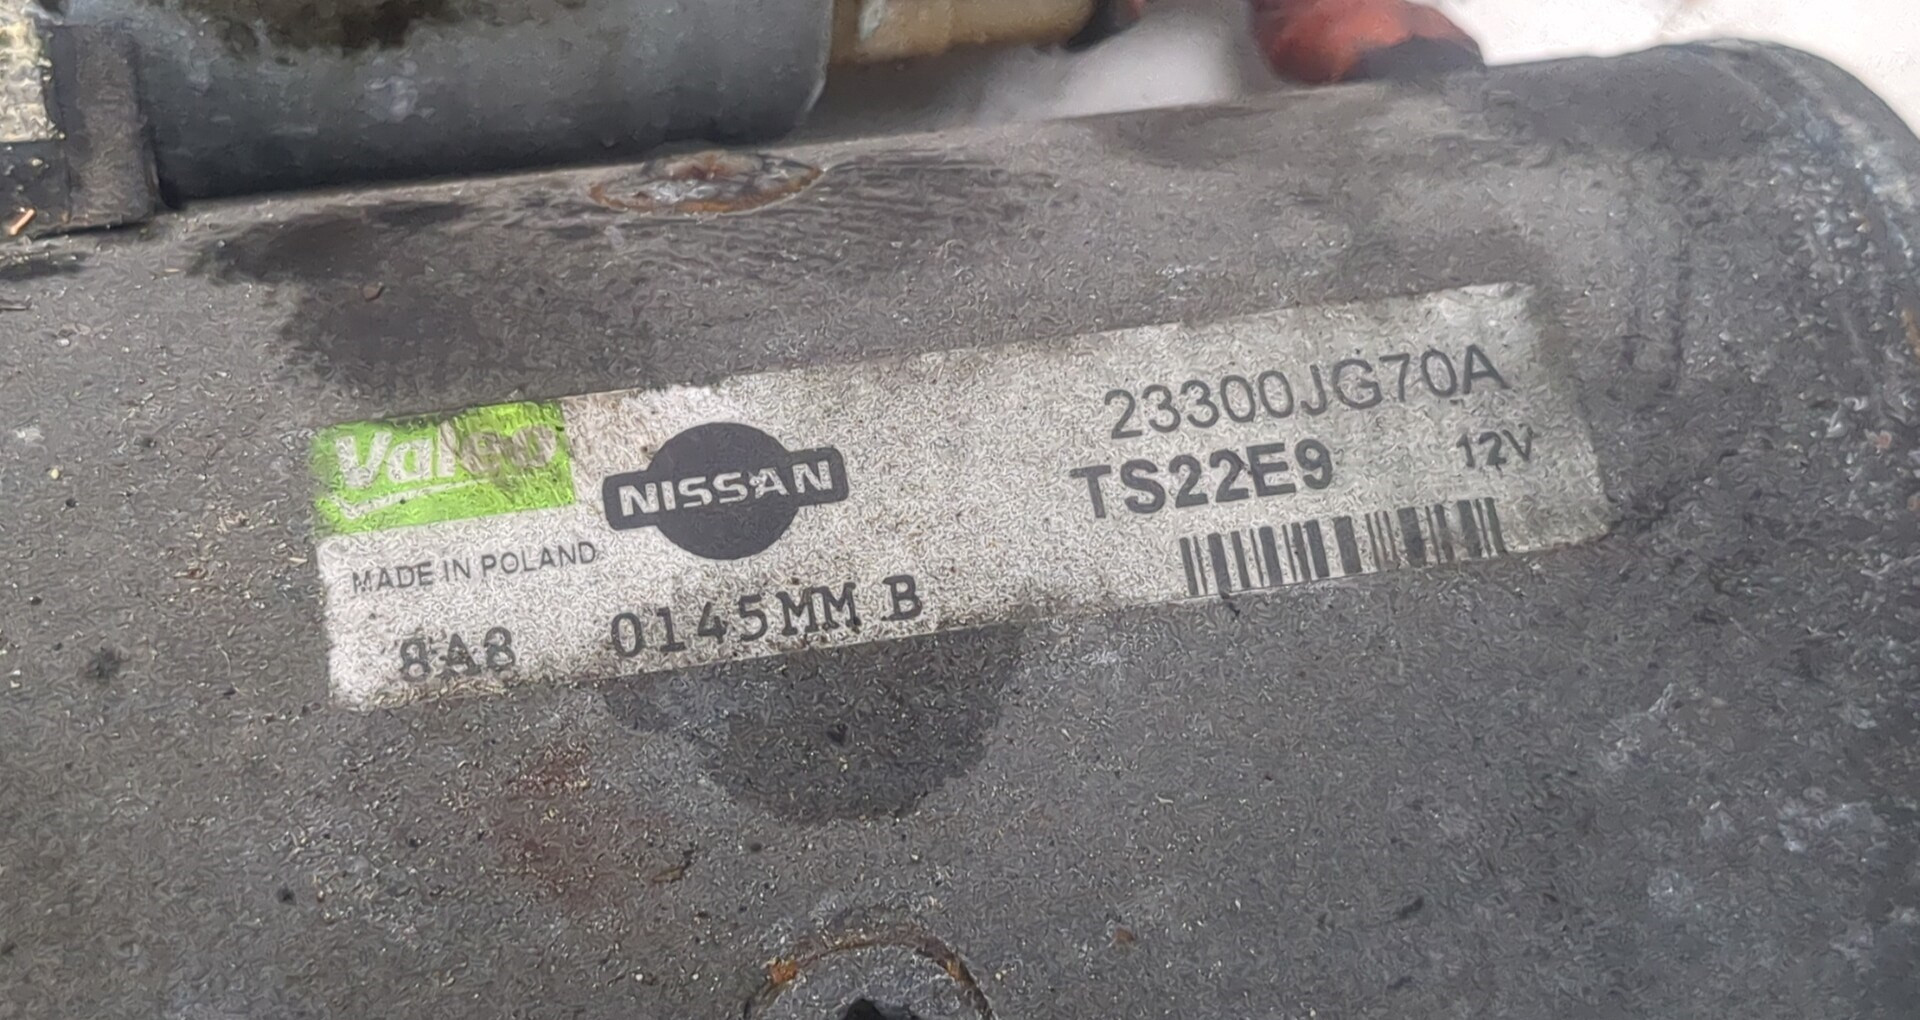 Valeo
NISSAN
23300JG70A
TS22E9
12V
MADE IN POLAND
8A8
0145MM B